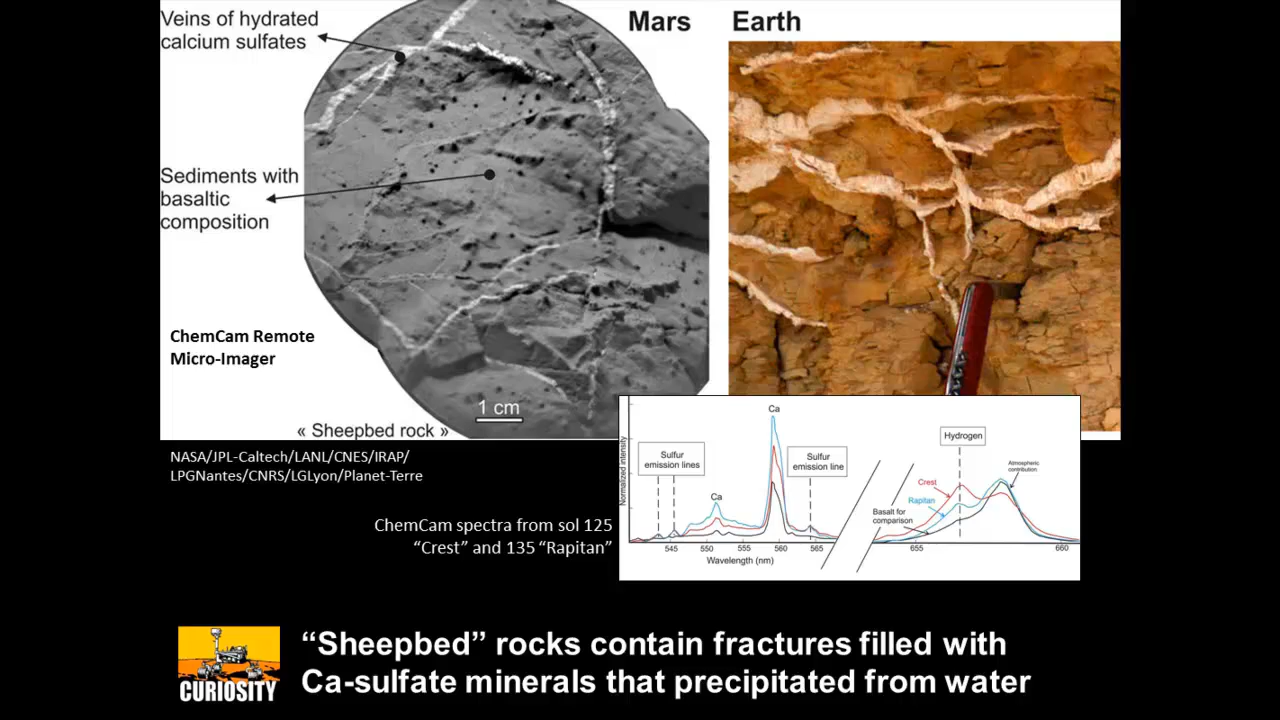 Veins of hydrated
calcium sulfates
Mars
Earth
Sediments with
basaltic
composition
ChemCam Remote
Micro-Imager
1 cm
« Sheepbed rock »
NASA/JPL-Caltech/LANL/CNES/IRAP/
LPGNantes/CNRS/LGLyon/Planet-Terre
ChemCam spectra from sol 125
“Crest” and 135 “Rapitan”
Normalized intensity
Sulfur
emission lines
Ca
Ca
Sulfur
emission line
Hydrogen
Atmospheric
contribution
Crest
Rapitan
Basalt for
comparison
545
550
555
560
565
655
660
Wavelength (nm)
CURIOSITY
“Sheepbed” rocks contain fractures filled with
Ca-sulfate minerals that precipitated from water